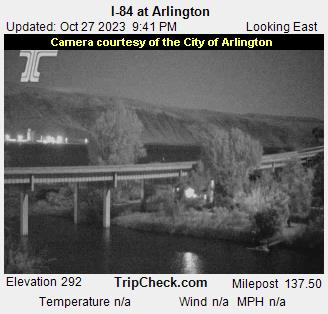 I-84 at Arlington
Updated: Oct 27 2023 9:41 PM Looking East
Camera courtesy of the City of Arlington
Elevation 292 TripCheck.com Milepost 137.50
Temperature n/a Wind n/a MPH n/a